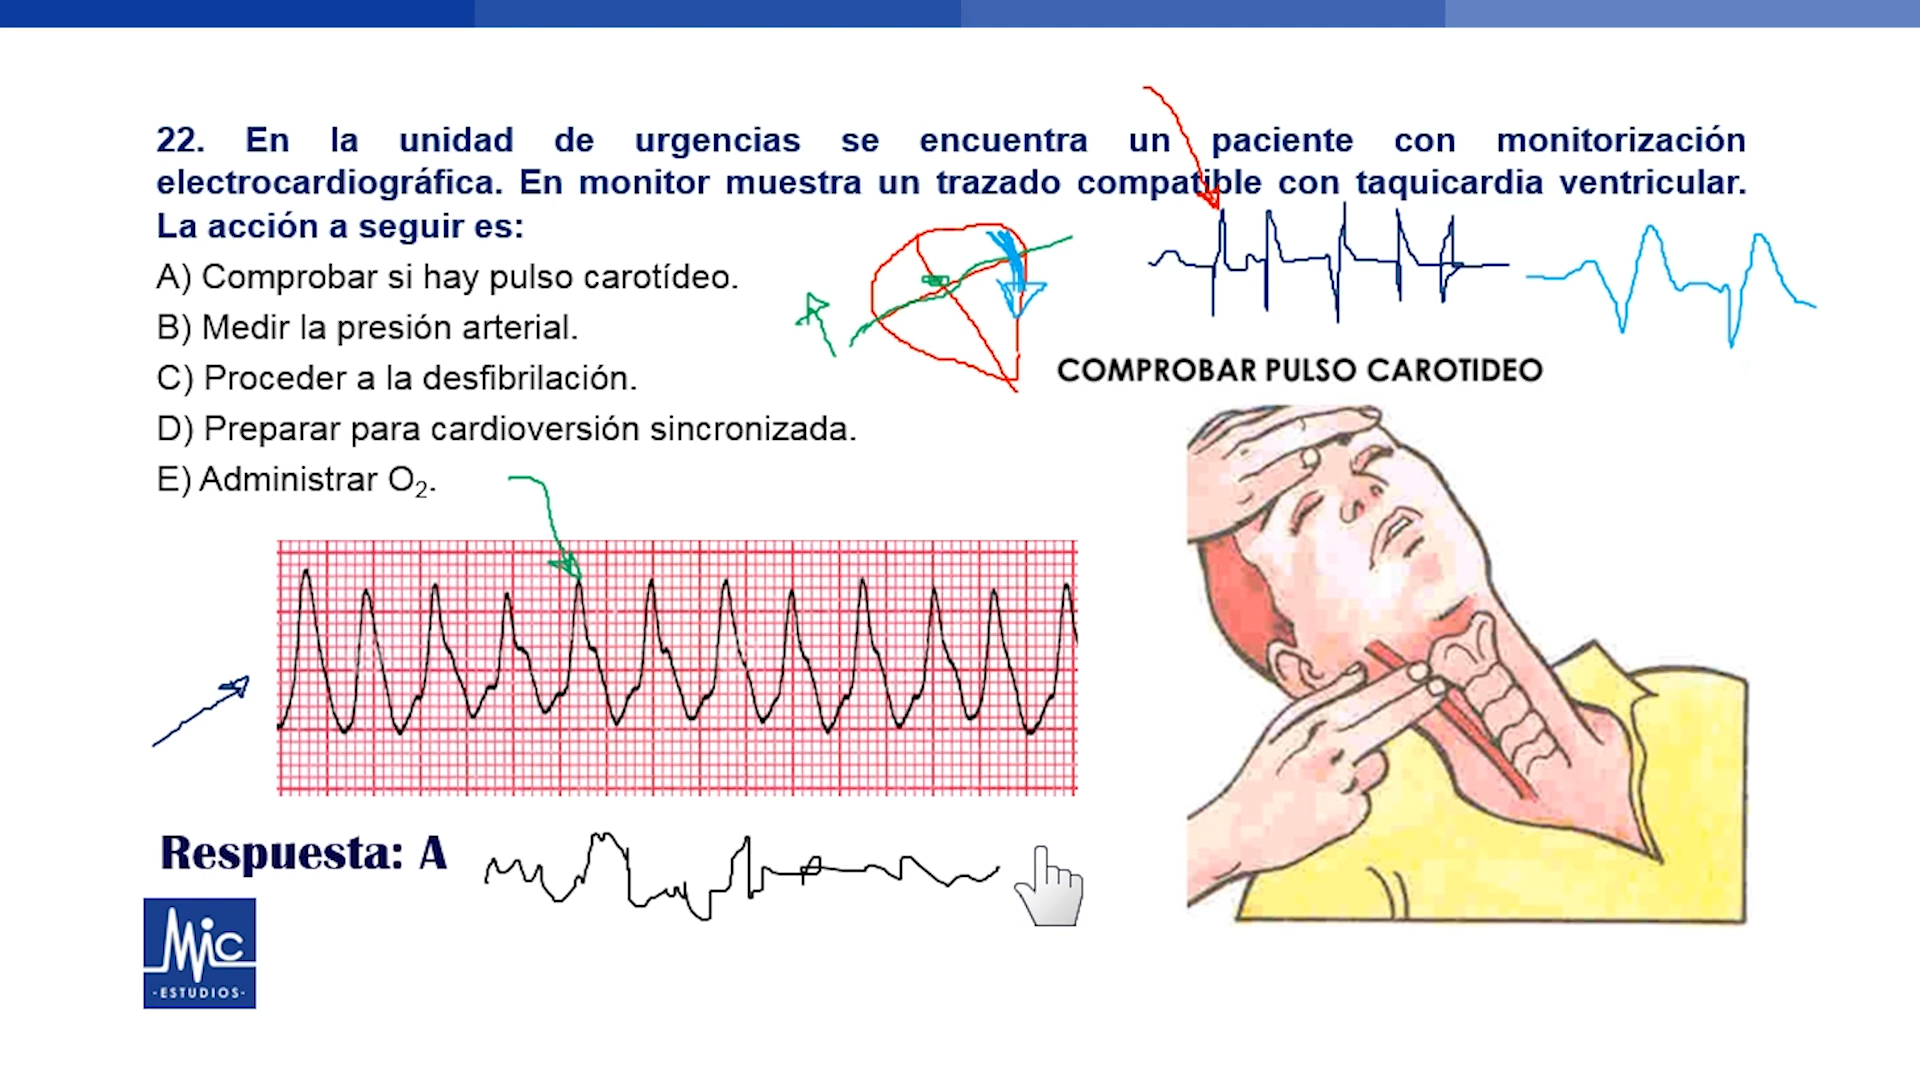 22. En la unidad de urgencias se encuentra un paciente con monitorización
electrocardiográfica. En monitor muestra un trazado compatible con taquicardia ventricular.
La acción a seguir es:
A) Comprobar si hay pulso carotídeo.
B) Medir la presión arterial.
C) Proceder a la desfibrilación.
D) Preparar para cardioversión sincronizada.
E) Administrar O₂.
COMPROBAR PULSO CAROTIDEO
Respuesta: A
Mic
-ESTUDIOS-